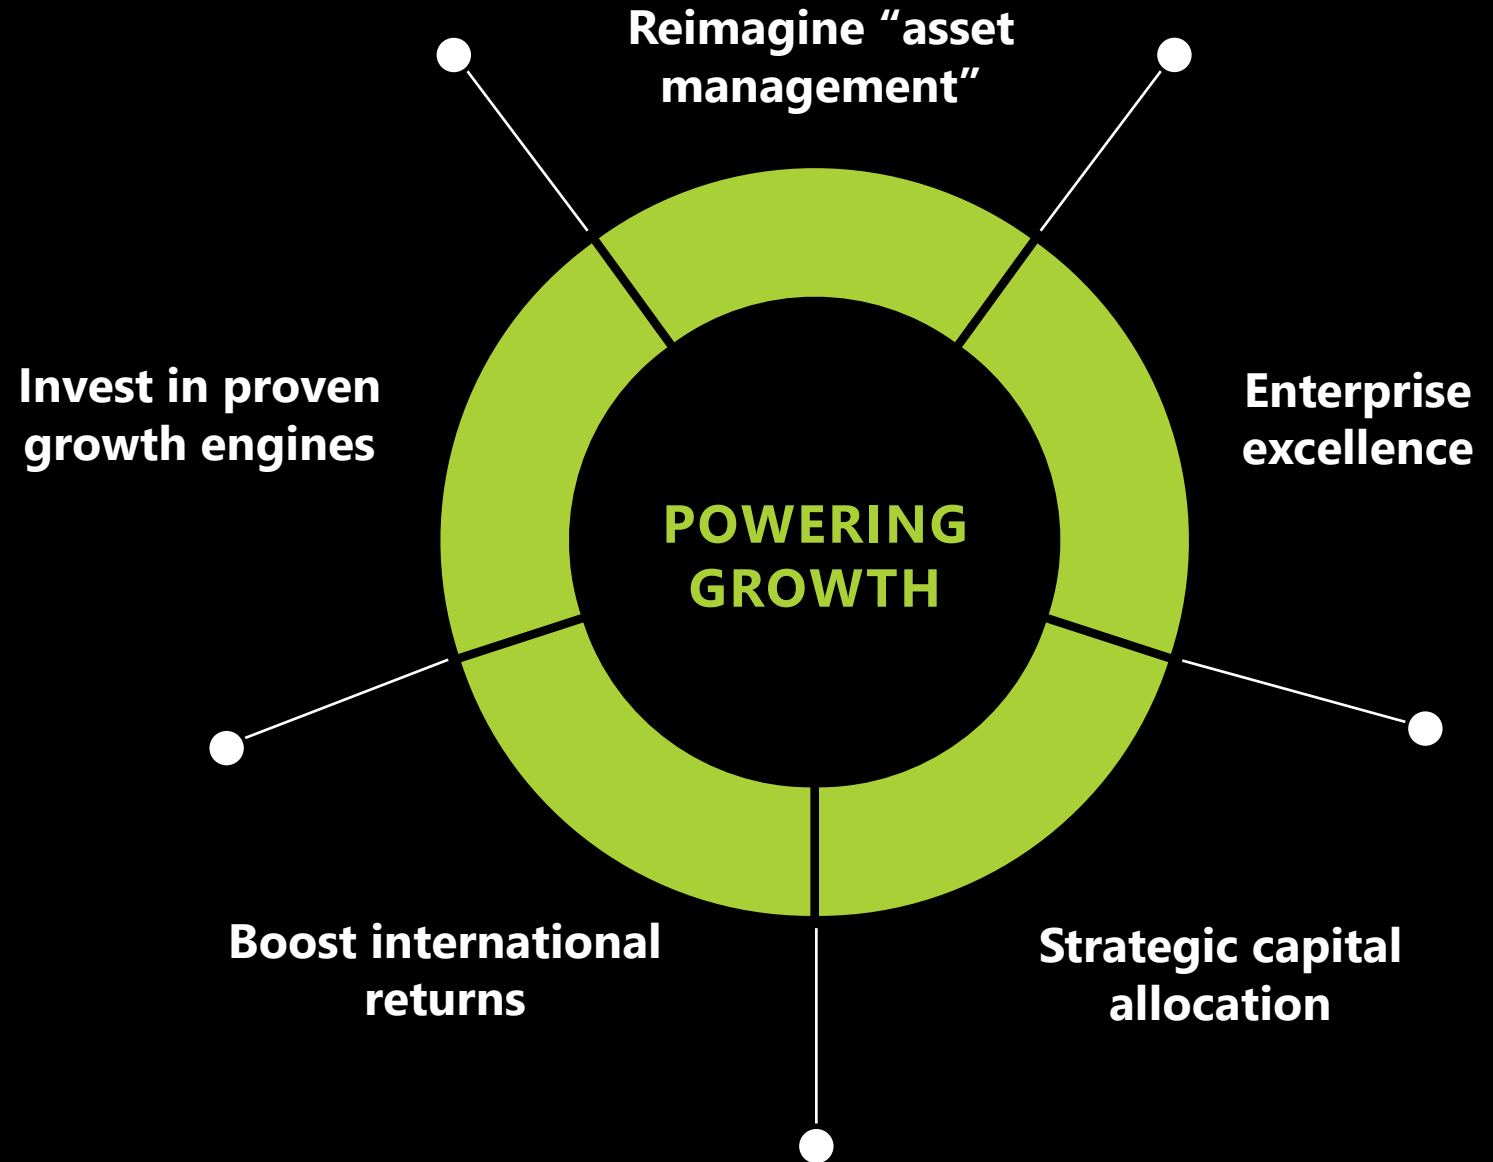 Reimagine “asset
management”
Invest in proven
growth engines
Enterprise
excellence
POWERING
GROWTH
Boost international
returns
Strategic capital
allocation